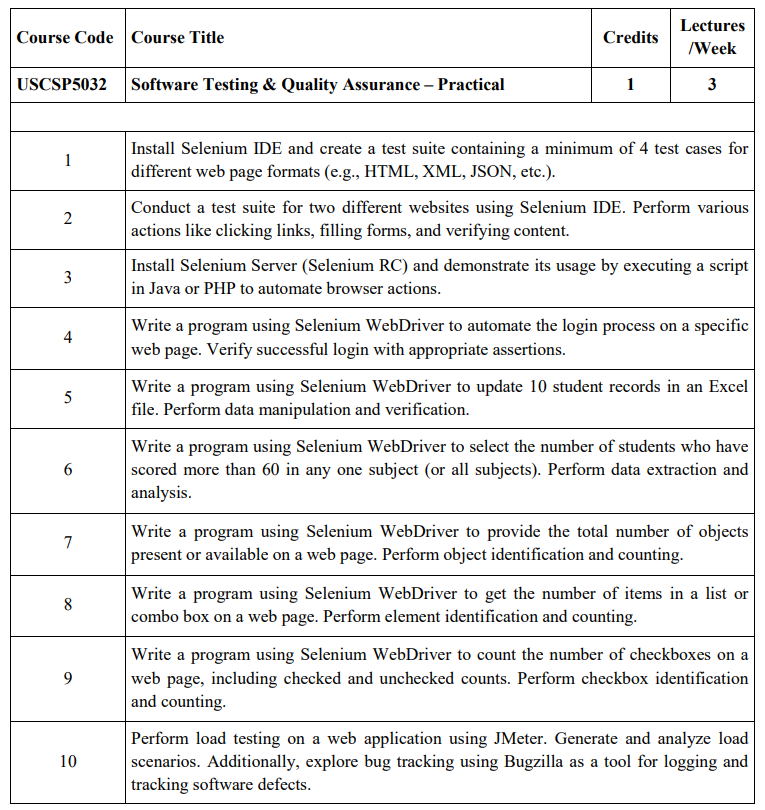 Course Code Course Title Credits Lectures
/Week
USCSP5032 Software Testing & Quality Assurance – Practical 1 3
1 Install Selenium IDE and create a test suite containing a minimum of 4 test cases for
different web page formats (e.g., HTML, XML, JSON, etc.).
2 Conduct a test suite for two different websites using Selenium IDE. Perform various
actions like clicking links, filling forms, and verifying content.
3 Install Selenium Server (Selenium RC) and demonstrate its usage by executing a script
in Java or PHP to automate browser actions.
4 Write a program using Selenium WebDriver to automate the login process on a specific
web page. Verify successful login with appropriate assertions.
5 Write a program using Selenium WebDriver to update 10 student records in an Excel
file. Perform data manipulation and verification.
6 Write a program using Selenium WebDriver to select the number of students who have
scored more than 60 in any one subject (or all subjects). Perform data extraction and
analysis.
7 Write a program using Selenium WebDriver to provide the total number of objects
present or available on a web page. Perform object identification and counting.
8 Write a program using Selenium WebDriver to get the number of items in a list or
combo box on a web page. Perform element identification and counting.
9 Write a program using Selenium WebDriver to count the number of checkboxes on a
web page, including checked and unchecked counts. Perform checkbox identification
and counting.
10 Perform load testing on a web application using JMeter. Generate and analyze load
scenarios. Additionally, explore bug tracking using Bugzilla as a tool for logging and
tracking software defects.